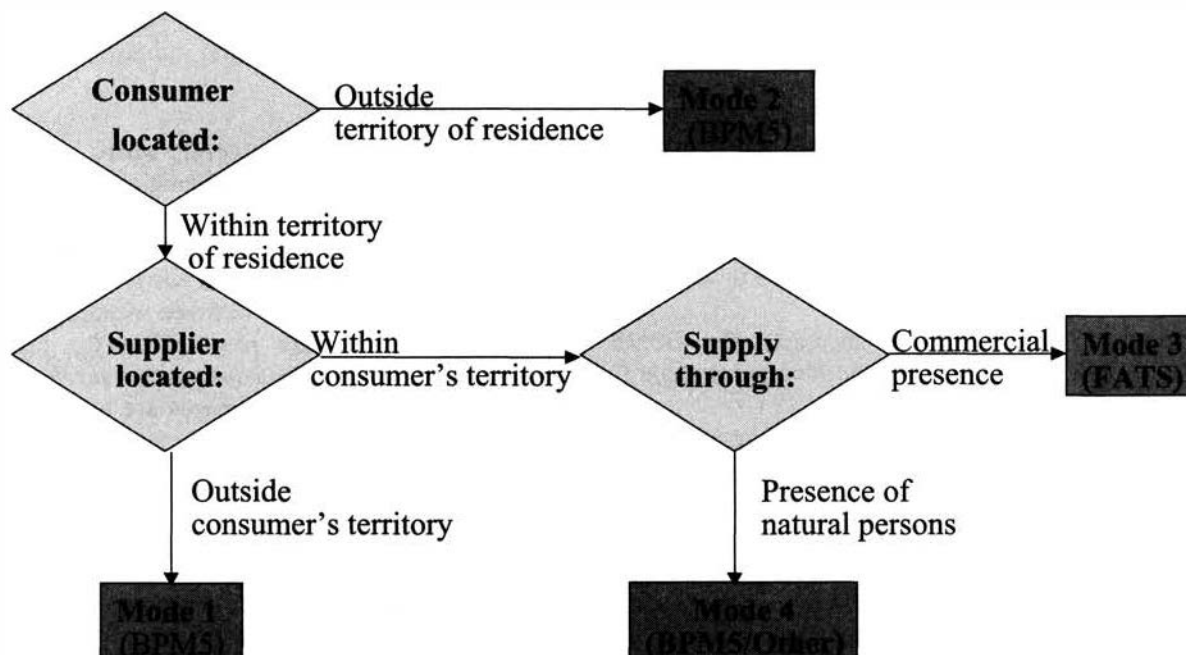 Consumer
located:
Outside
territory of residence
Mode 2
(BPM5)
Within territory
of residence
Supplier
located:
Within
consumer's territory
Supply
through:
Commercial
presence
Mode 3
(FATS)
Outside
consumer's territory
Presence of
natural persons
Mode 1
(BPM5)
Mode 4
(BPM5/Other)